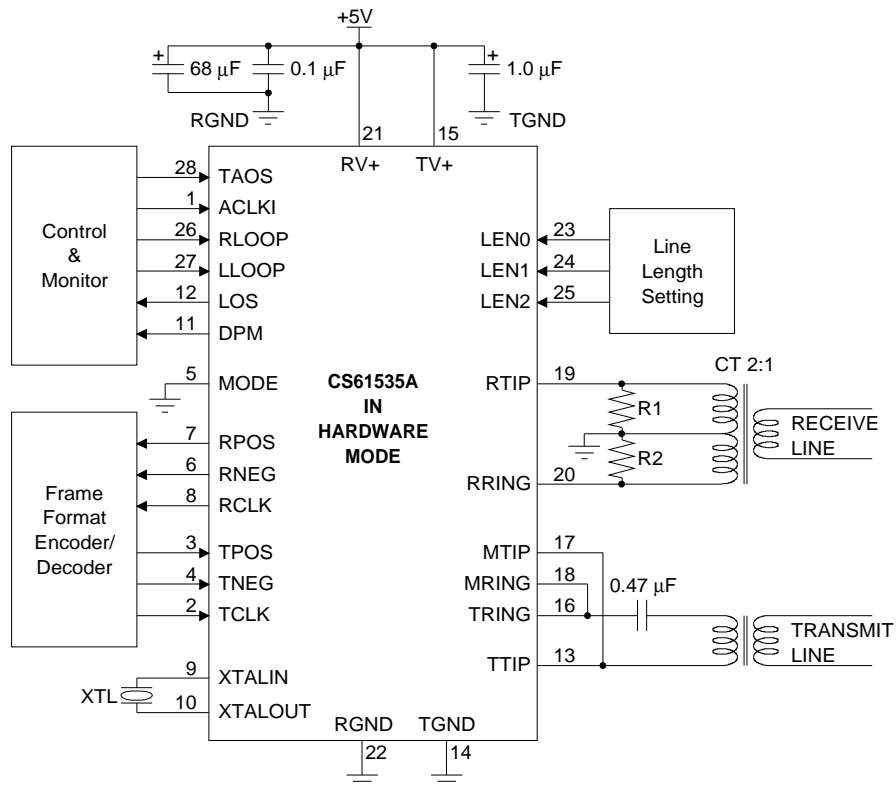 +5V
+
68 µF
0.1 µF
+
1.0 µF
RGND
TGND
21
15
RV+
TV+
Control
&
Monitor
28
TAOS
1
ACLKI
26
RLOOP
27
LLOOP
12
LOS
11
DPM
LEN0
23
LEN1
24
LEN2
25
Line
Length
Setting
5
MODE
CS61535A
IN
HARDWARE
MODE
RTIP
19
CT 2:1
R1
R2
RECEIVE
LINE
RRING
20
Frame
Format
Encoder/
Decoder
7
RPOS
6
RNEG
8
RCLK
3
TPOS
4
TNEG
2
TCLK
MTIP
17
MRING
18
TRING
16
0.47 µF
TTIP
13
TRANSMIT
LINE
XTL
9
XTALIN
10
XTALOUT
RGND
TGND
22
14